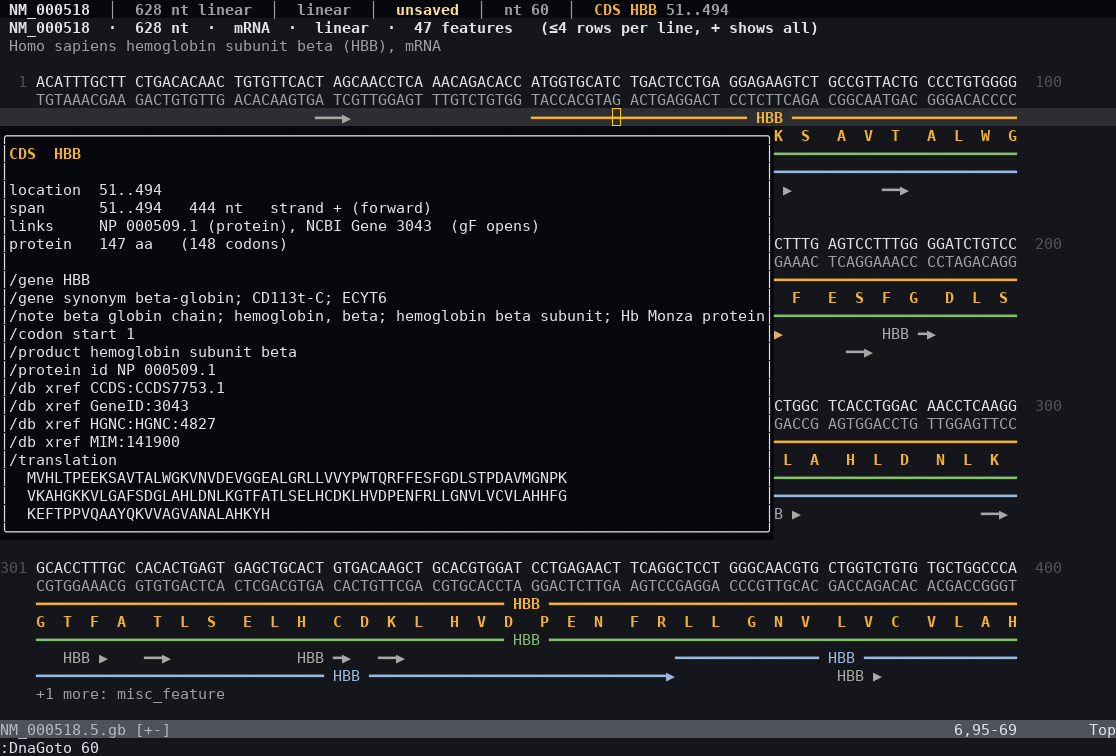 NM_000518 │ 628 nt linear │ linear │ unsaved │ nt 60 │ CDS HBB 51..494
NM_000518 · 628 nt · mRNA · linear · 47 features (≤4 rows per line, + shows all)
Homo sapiens hemoglobin subunit beta (HBB), mRNA
1 ACATTTGCTT CTGACACAAC TGTGTTCACT AGCAACCTCA AACAGACACC ATGGTGCATC TGACTCCTGA GGAGAAGTCT GCCGTTACTG CCCTGTGGGG 100
TGTAAACGAA GACTGTGTTG ACACAAGTGA TCGTTGGAGT TTGTCTGTGG TACCACGTAG ACTGAGGACT CCTCTTCAGA CGGCAATGAC GGGACACCCC
HBB
K S A V T A L W G
CDS HBB
location 51..494
span 51..494 444 nt strand + (forward)
links NP 000509.1 (protein), NCBI Gene 3043 (gF opens)
protein 147 aa (148 codons)
CTTTG AGTCCTTTGG GGATCTGTCC 200
GAAAC TCAGGAAACC CCTAGACAGG
/gene HBB
/gene synonym beta-globin; CD113t-C; ECYT6
F E S F G D L S
/note beta globin chain; hemoglobin, beta; hemoglobin beta subunit; Hb Monza protein
/codon start 1
HBB
/product hemoglobin subunit beta
/protein id NP 000509.1
/db xref CCDS:CCDS7753.1
/db xref GeneID:3043
CTGGC TCACCTGGAC AACCTCAAGG 300
/db xref HGNC:HGNC:4827
GACCG AGTGGACCTG TTGGAGTTCC
/db xref MIM:141900
/translation
L A H L D N L K
MVHLTPEEKSAVTALWGKVNVDEVGGEALGRLLVVYPWTQRFFESFGDLSTPDAVMGNPK
VKAHGKKVLGAFSDGLAHLDNLKGTFATLSELHCDKLHVDPENFRLLGNVLVCVLAHHFG
KEFTPPVQAAYQKVVAGVANALAHKYH
B
301 GCACCTTTGC CACACTGAGT GAGCTGCACT GTGACAAGCT GCACGTGGAT CCTGAGAACT TCAGGCTCCT GGGCAACGTG CTGGTCTGTG TGCTGGCCCA 400
CGTGGAAACG GTGTGACTCA CTCGACGTGA CACTGTTCGA CGTGCACCTA GGACTCTTGA AGTCCGAGGA CCCGTTGCAC GACCAGACAC ACGACCGGGT
HBB
G T F A T L S E L H C D K L H V D P E N F R L L G N V L V C V L A H
HBB
HBB HBB HBB
HBB HBB
+1 more: misc_feature
NM_000518.5.gb [+-] 6,95-69 Top
:DnaGoto 60